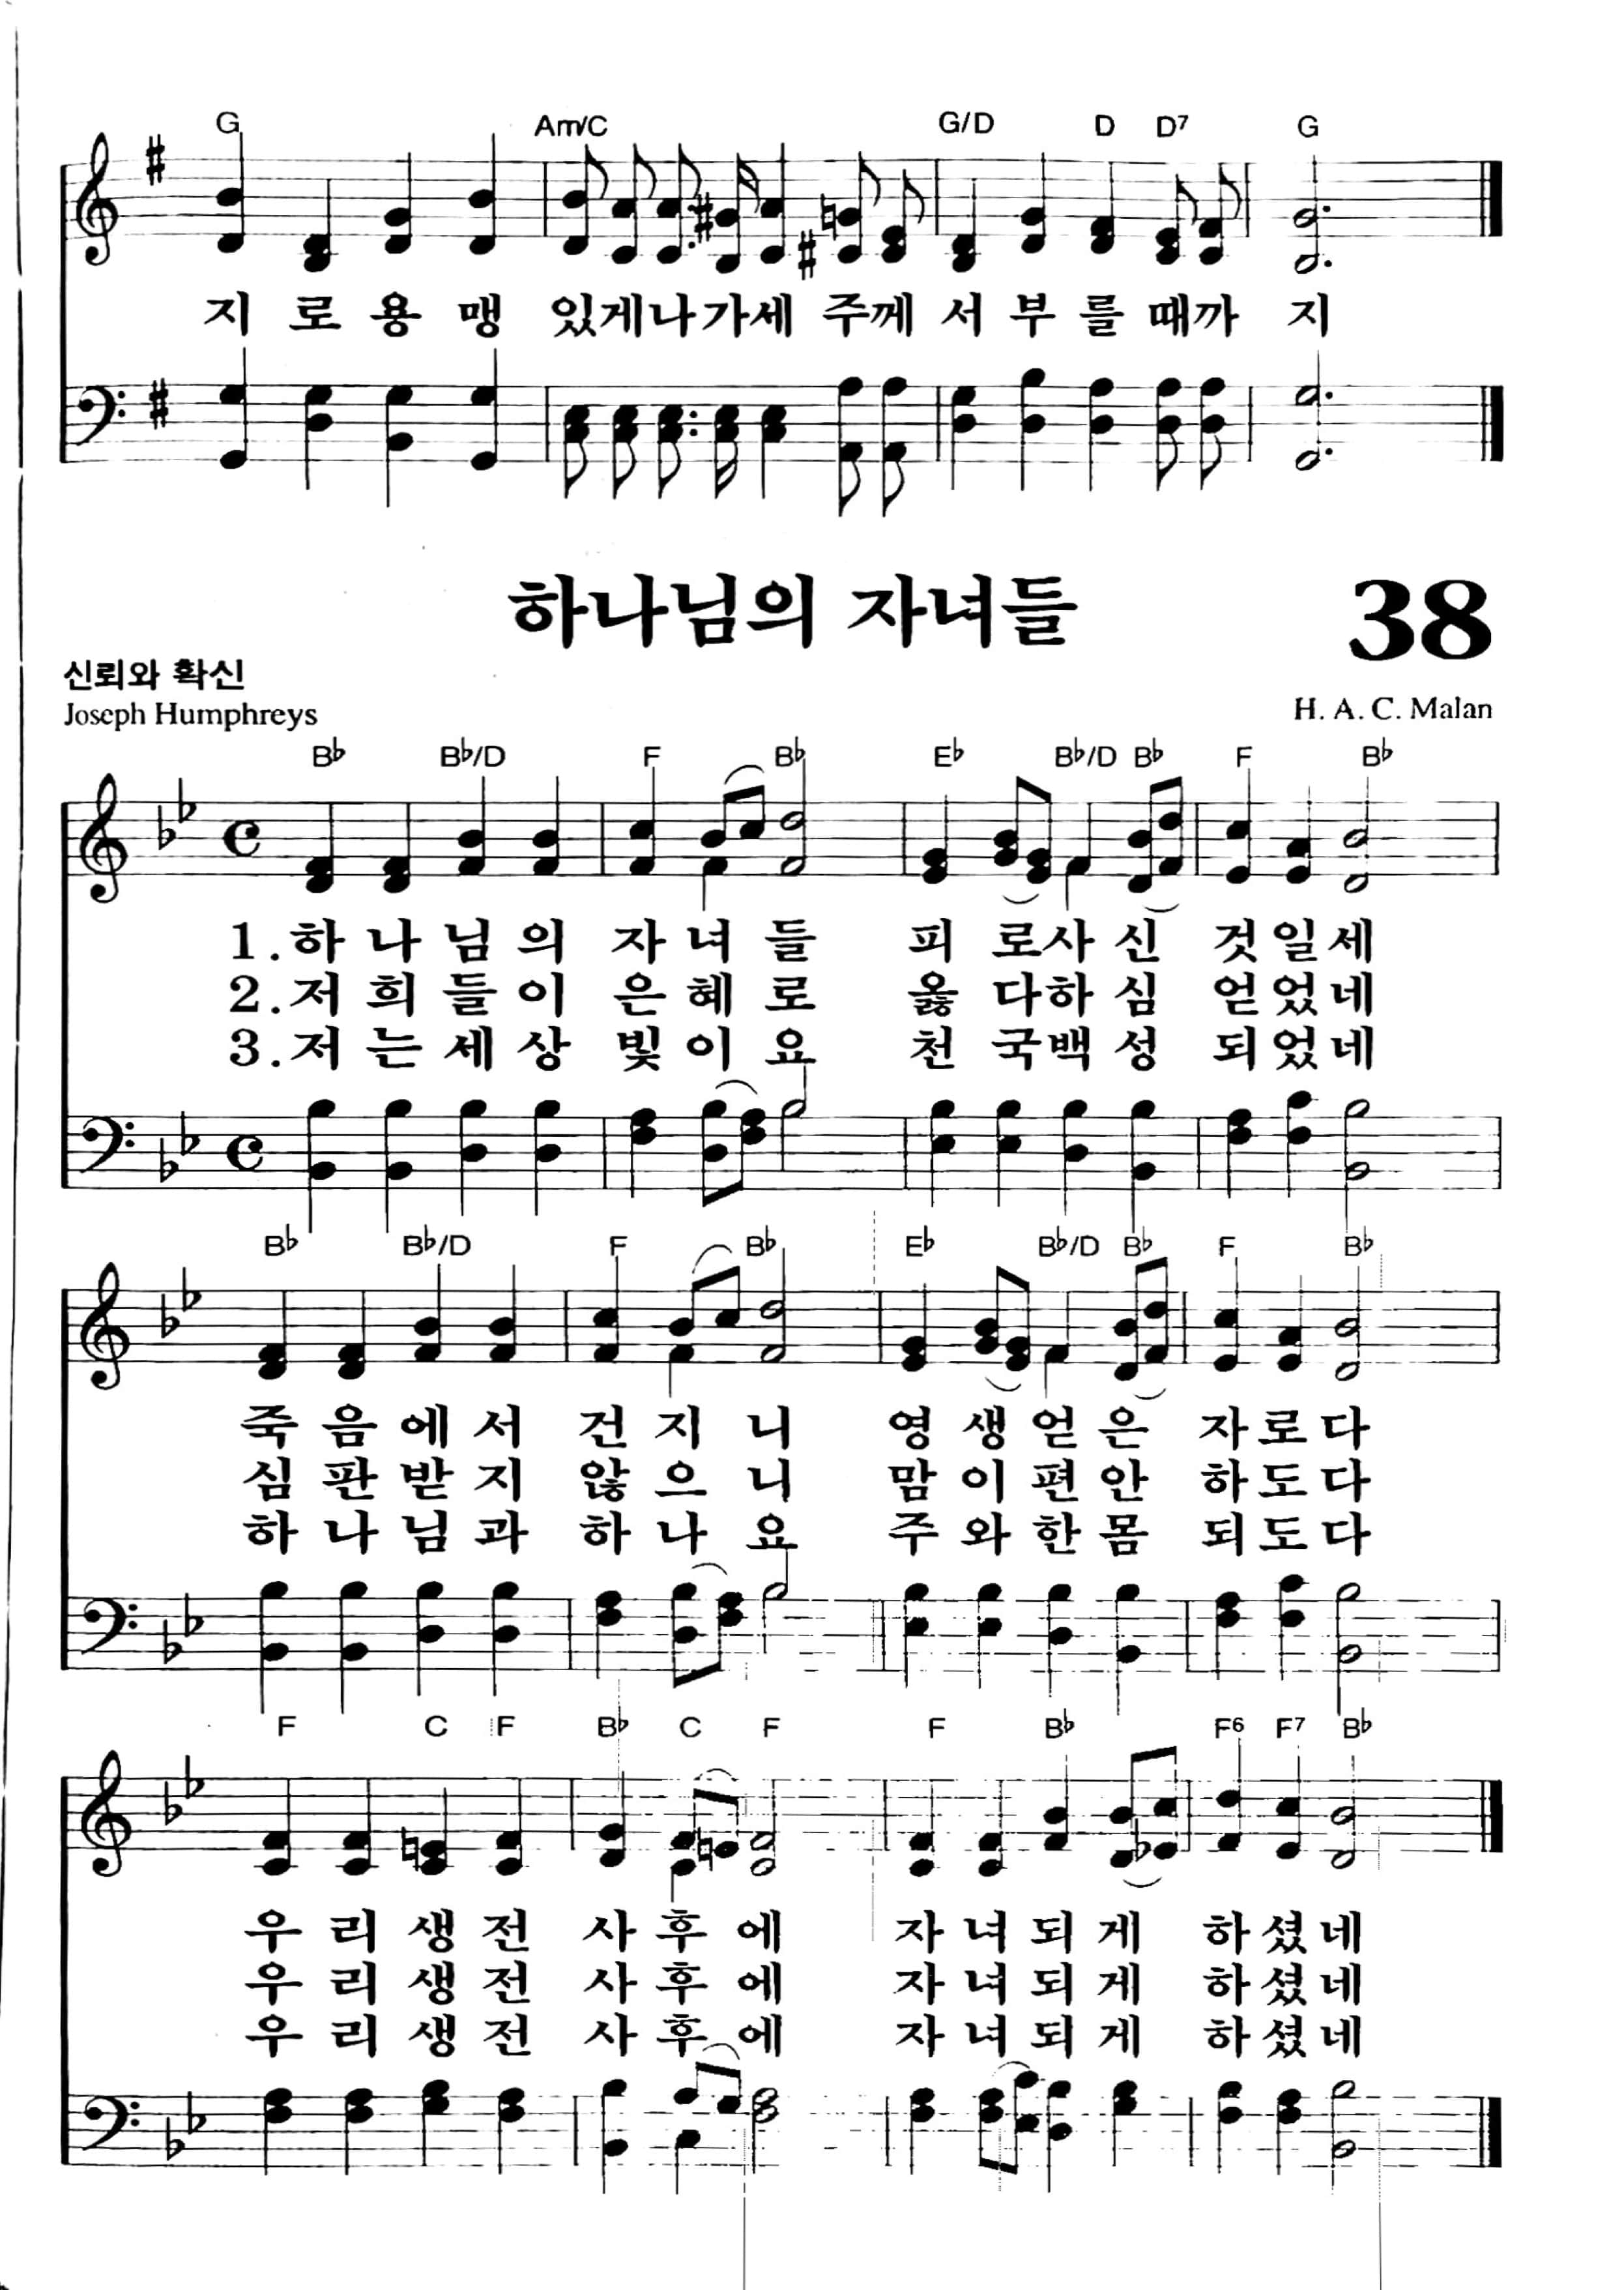 G Am/C G/D D D7 G
지로용맹 있게나가세 주께 서부를때까 지
하나님의 자녀들 38
신뢰와 확신
Joseph Humphreys H. A. C. Malan
B♭ B♭/D F B♭ E♭ B♭/D B♭ F B♭
1.하나님의 자녀들 피로사신 것일세
2.저희들이 은혜로 옳다하심 얻었네
3.저는세상 빛이요 천국백성 되었네
B♭ B♭/D F B♭ E♭ B♭/D B♭ F B♭
죽음에서 건지니 영생얻은 자로다
심판받지 않으니 맘이편안 하도다
하나님과 하나요 주와한몸 되도다
F C F B♭ C F F B♭ F6 F7 B♭
우리생전 사후에 자녀되게 하셨네
우리생전 사후에 자녀되게 하셨네
우리생전 사후에 자녀되게 하셨네